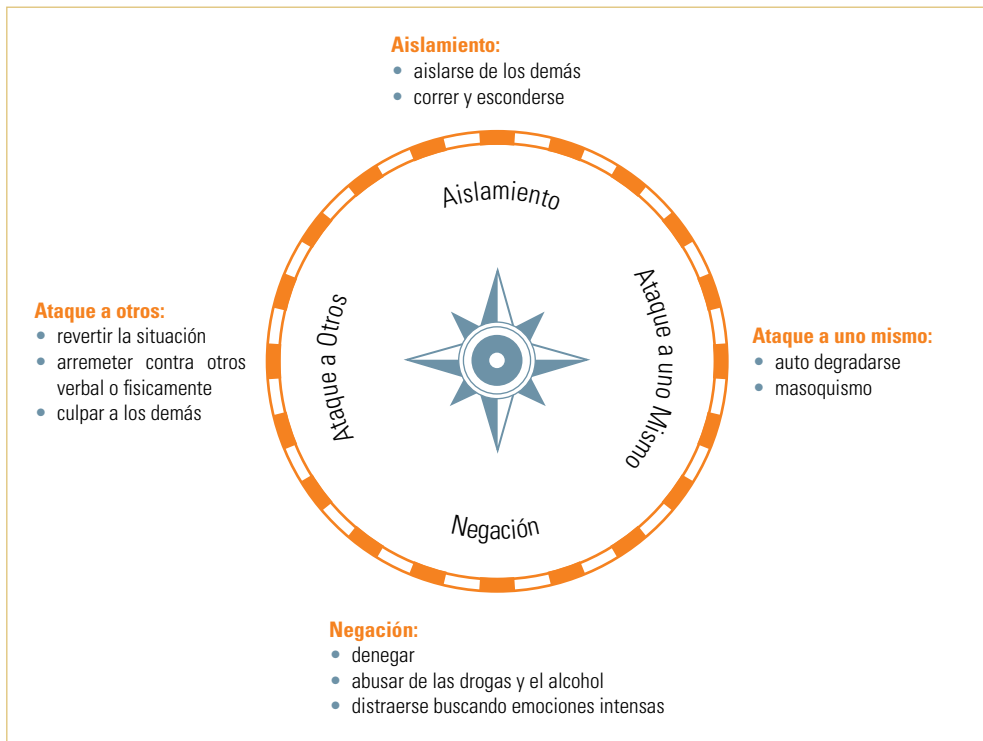 Aislamiento:
• aislarse de los demás
• correr y esconderse
Aislamiento
Ataque a otros:
• revertir la situación
• arremeter contra otros
verbal o fisicamente
• culpar a los demás
Ataque a Otros
Ataque a uno Mismo
Ataque a uno mismo:
• auto degradarse
• masoquismo
Negación
Negación:
• denegar
• abusar de las drogas y el alcohol
• distraerse buscando emociones intensas